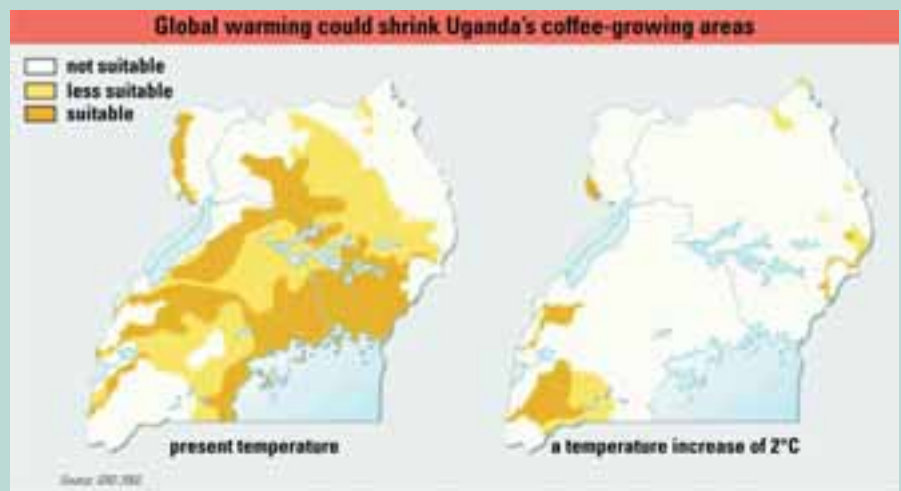 Global warming could shrink Uganda's coffee-growing areas
not suitable
less suitable
suitable
present temperature
a temperature increase of 2°C
Source: